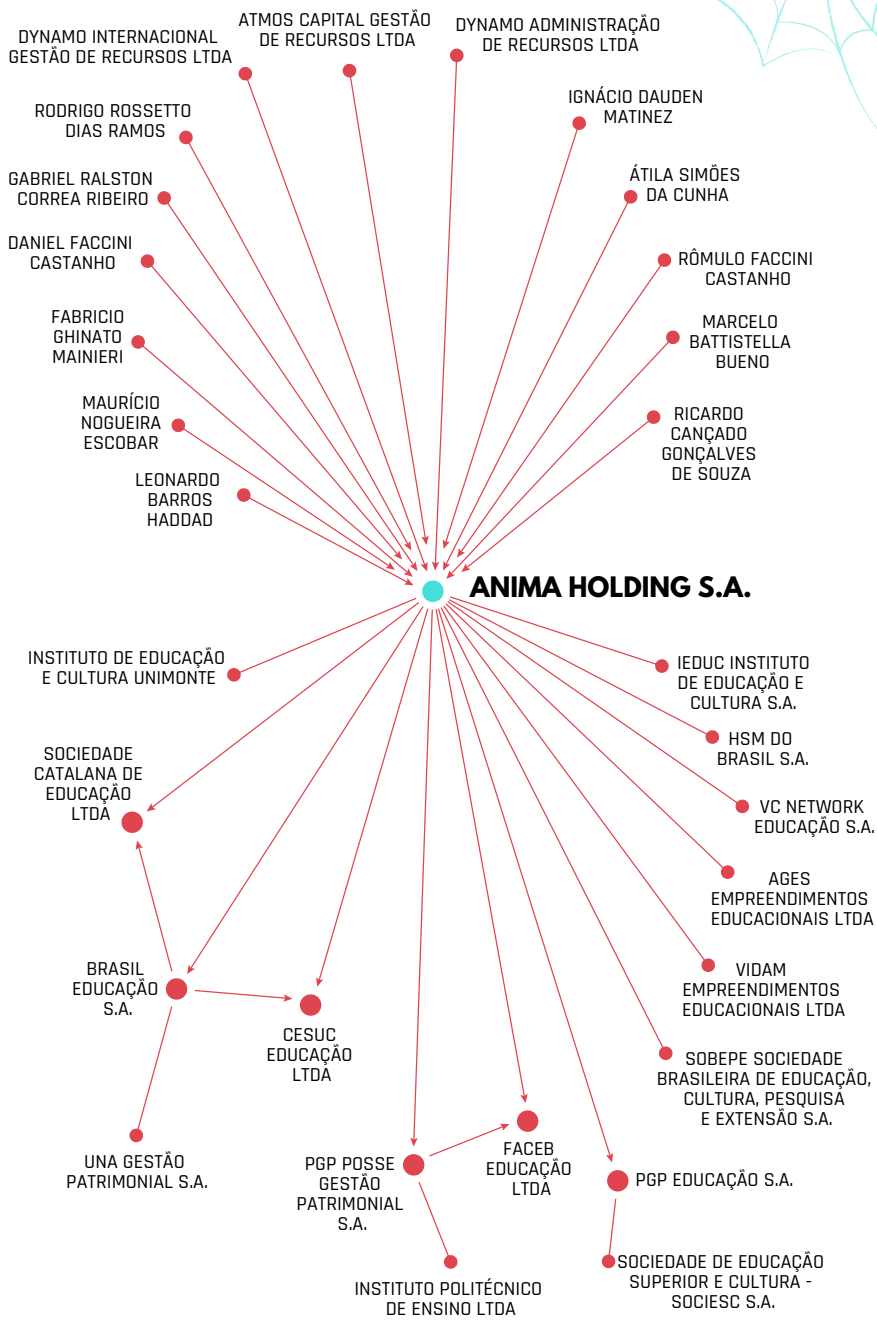 DYNAMO INTERNACIONAL
GESTÃO DE RECURSOS LTDA
ATMOS CAPITAL GESTÃO
DE RECURSOS LTDA
DYNAMO ADMINISTRAÇÃO
DE RECURSOS LTDA
RODRIGO ROSSETTO
DIAS RAMOS
IGNÁCIO DAUDEN
MATINEZ
GABRIEL RALSTON
CORREA RIBEIRO
ÁTILA SIMÕES
DA CUNHA
DANIEL FACCINI
CASTANHO
RÔMULO FACCINI
CASTANHO
FABRICIO
GHINATO
MAINIERI
MARCELO
BATTISTELLA
BUENO
MAURÍCIO
NOGUEIRA
ESCOBAR
RICARDO
CANÇADO
GONÇALVES
DE SOUZA
LEONARDO
BARROS
HADDAD
ANIMA HOLDING S.A.
INSTITUTO DE EDUCAÇÃO
E CULTURA UNIMONTE
IEDUC INSTITUTO
DE EDUCAÇÃO E
CULTURA S.A.
HSM DO
BRASIL S.A.
SOCIEDADE
CATALANA DE
EDUCAÇÃO
LTDA
VC NETWORK
EDUCAÇÃO S.A.
AGES
EMPREENDIMENTOS
EDUCACIONAIS LTDA
BRASIL
EDUCAÇÃO
S.A.
VIDAM
EMPREENDIMENTOS
EDUCACIONAIS LTDA
CESUC
EDUCAÇÃO
LTDA
SOBEPE SOCIEDADE
BRASILEIRA DE EDUCAÇÃO,
CULTURA, PESQUISA
E EXTENSÃO S.A.
UNA GESTÃO
PATRIMONIAL S.A.
PGP POSSE
GESTÃO
PATRIMONIAL
S.A.
FACEB
EDUCAÇÃO
LTDA
PGP EDUCAÇÃO S.A.
INSTITUTO POLITÉCNICO
DE ENSINO LTDA
SOCIEDADE DE EDUCAÇÃO
SUPERIOR E CULTURA -
SOCIESC S.A.